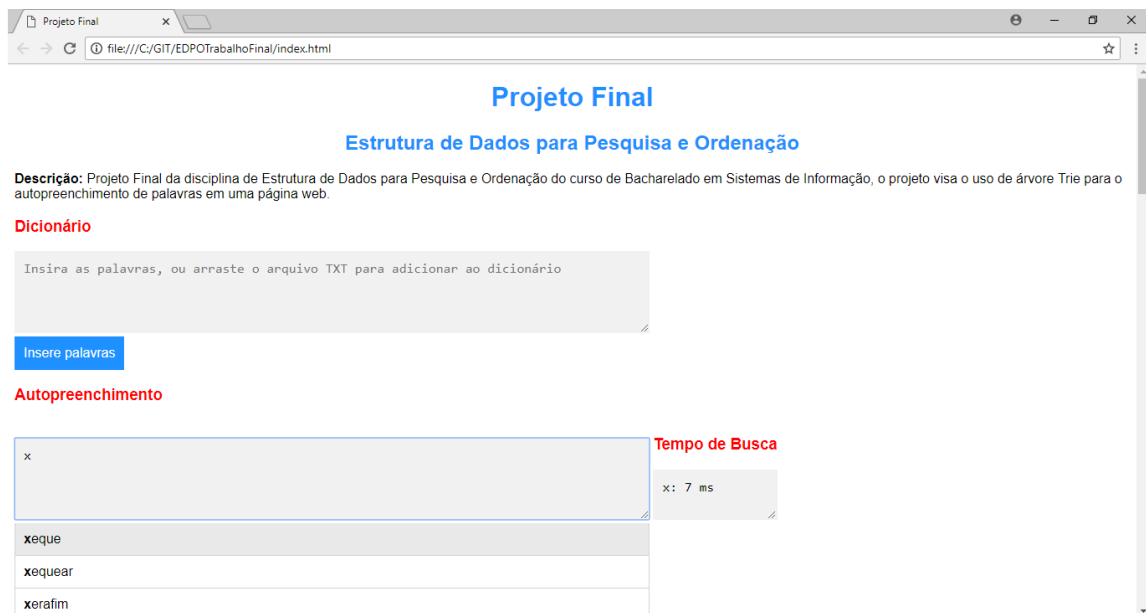 Projeto Final
file:///C:/GIT/EDPOTrabalhoFinal/index.html
Projeto Final
Estrutura de Dados para Pesquisa e Ordenação
Descrição: Projeto Final da disciplina de Estrutura de Dados para Pesquisa e Ordenação do curso de Bacharelado em Sistemas de Informação, o projeto visa o uso de árvore Trie para o
autopreenchimento de palavras em uma página web.
Dicionário
Insira as palavras, ou arraste o arquivo TXT para adicionar ao dicionário
Insere palavras
Autopreenchimento
x
Tempo de Busca
x: 7 ms
xeque
xequear
xerafim